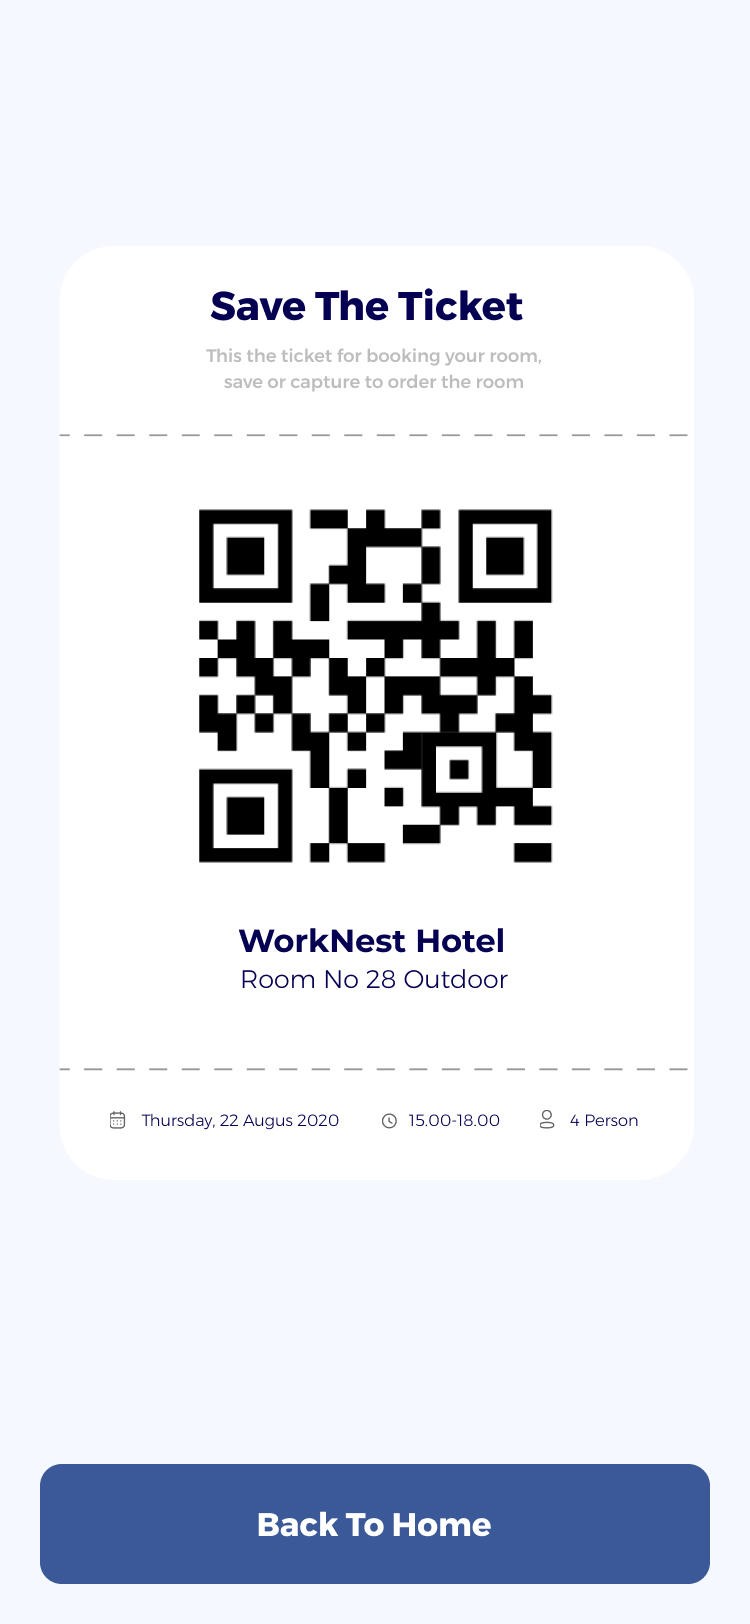 Save The Ticket
This the ticket for booking your room,
save or capture to order the room
WorkNest Hotel
Room No 28 Outdoor
Thursday, 22 Augus 2020 15.00-18.00 4 Person
Back To Home